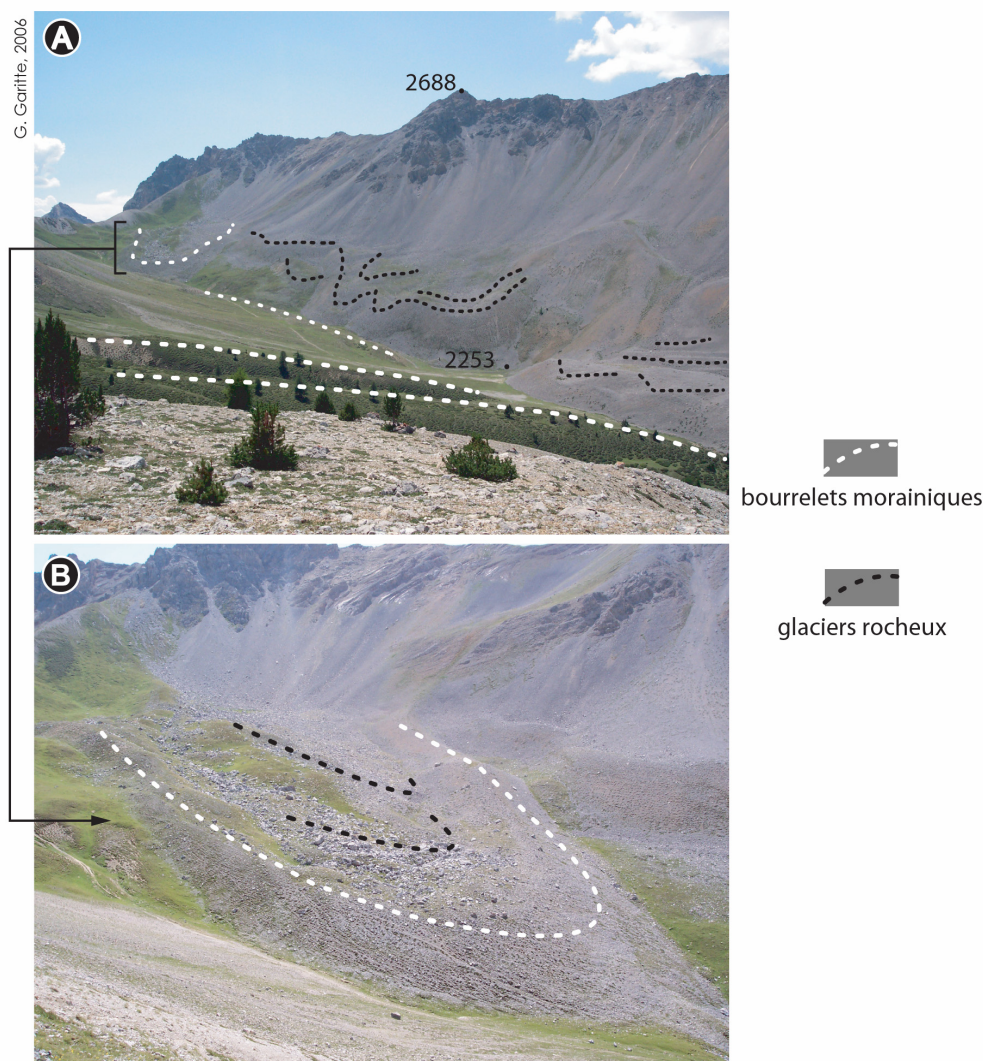 G. Garitte, 2006
A
2688
2253
bourrelets morainiques
glaciers rocheux
B